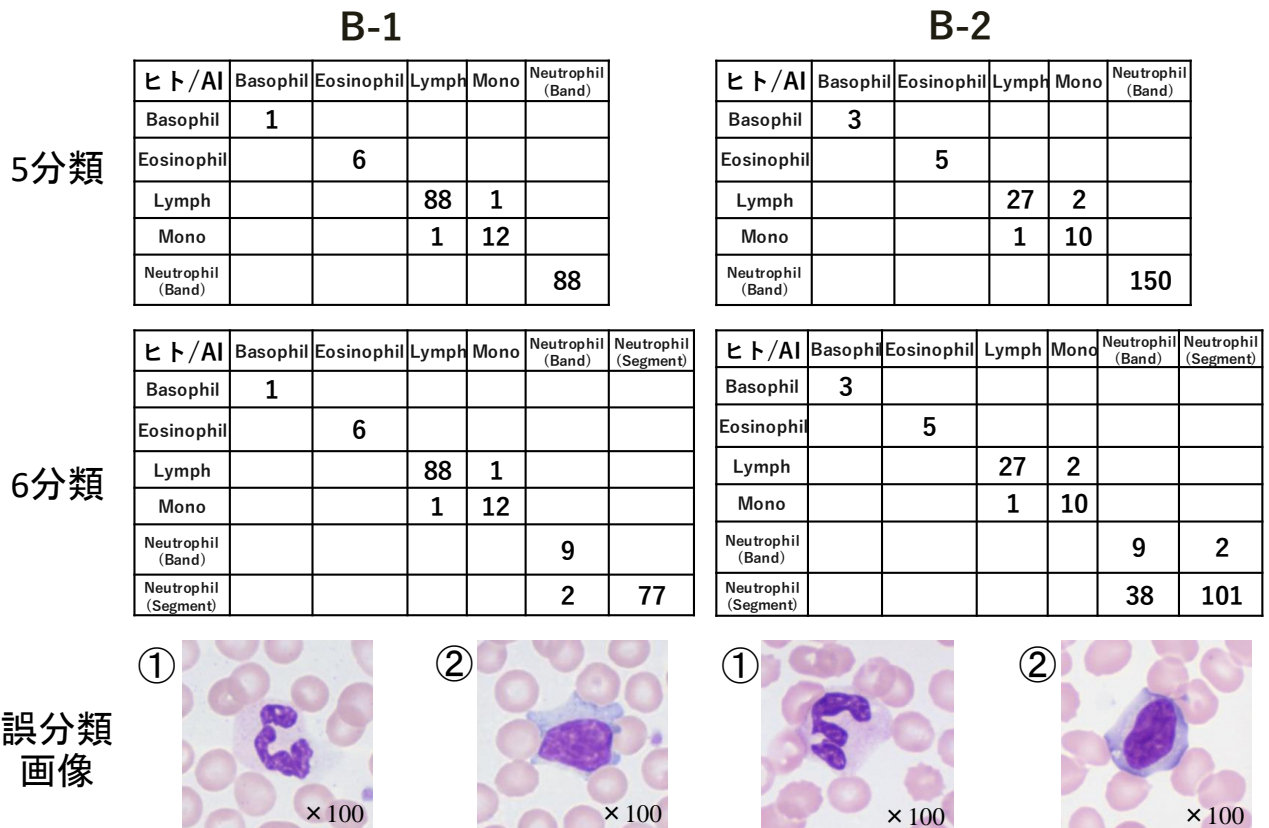 B-1
B-2
5分類
ヒト/AI Basophil Eosinophil Lymph Mono Neutrophil (Band)
Basophil 1
Eosinophil 6
Lymph 88 1
Mono 1 12
Neutrophil (Band) 88
ヒト/AI Basophil Eosinophil Lymph Mono Neutrophil (Band)
Basophil 3
Eosinophil 5
Lymph 27 2
Mono 1 10
Neutrophil (Band) 150
6分類
ヒト/AI Basophil Eosinophil Lymph Mono Neutrophil (Band) Neutrophil (Segment)
Basophil 1
Eosinophil 6
Lymph 88 1
Mono 1 12
Neutrophil (Band) 9
Neutrophil (Segment) 2 77
ヒト/AI Basophi Eosinophil Lymph Mono Neutrophil (Band) Neutrophil (Segment)
Basophil 3
Eosinophil 5
Lymph 27 2
Mono 1 10
Neutrophil (Band) 9 2
Neutrophil (Segment) 38 101
誤分類
画像
① ×100
② ×100
① ×100
② ×100